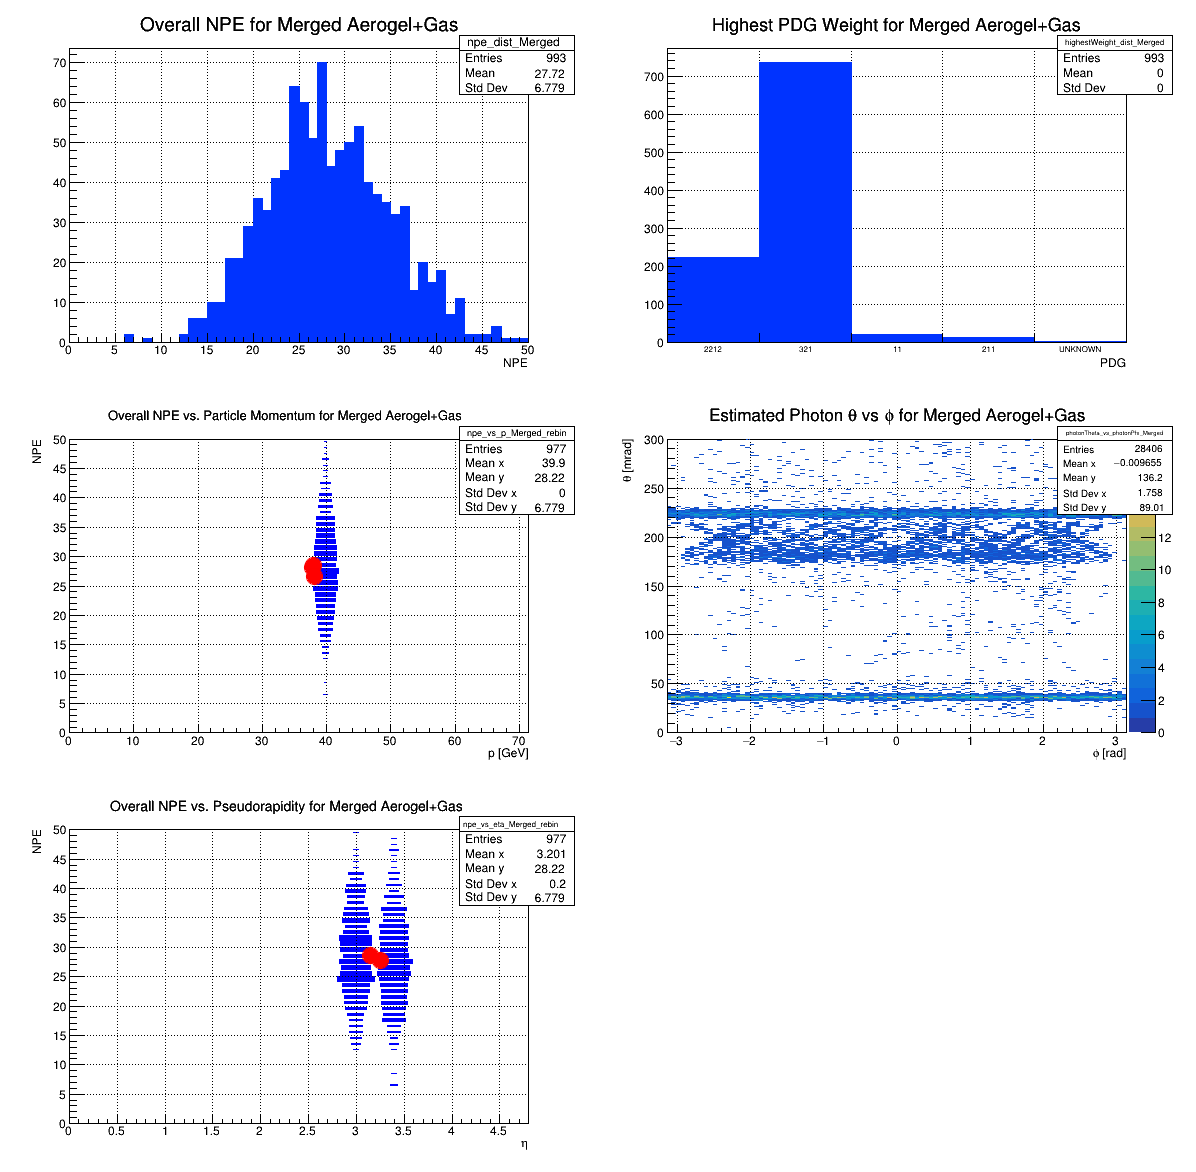 Overall NPE for Merged Aerogel+Gas
npe_dist_Merged
Entries 993
Mean 27.72
Std Dev 6.779
70
60
50
40
30
20
10
0
0 5 10 15 20 25 30 35 40 45 50
NPE
Highest PDG Weight for Merged Aerogel+Gas
highestWeight_dist_Merged
Entries 993
Mean 0
Std Dev 0
700
600
500
400
300
200
100
0
2212 321 11 211 UNKNOWN
PDG
Overall NPE vs. Particle Momentum for Merged Aerogel+Gas
npe_vs_p_Merged_rebin
Entries 977
Mean x 39.9
Mean y 28.22
Std Dev x 0
Std Dev y 6.779
NPE
50
45
40
35
30
25
20
15
10
5
0
0 10 20 30 40 50 60 70
p [GeV]
Estimated Photon θ vs ϕ for Merged Aerogel+Gas
photonTheta_vs_photonPhi_Merged
Entries 28406
Mean x −0.009655
Mean y 136.2
Std Dev x 1.758
Std Dev y 89.01
θ [mrad]
300
250
200
150
100
50
0
−3 −2 −1 0 1 2 3
ϕ [rad]
12
10
8
6
4
2
0
Overall NPE vs. Pseudorapidity for Merged Aerogel+Gas
npe_vs_eta_Merged_rebin
Entries 977
Mean x 3.201
Mean y 28.22
Std Dev x 0.2
Std Dev y 6.779
NPE
50
45
40
35
30
25
20
15
10
5
0
0 0.5 1 1.5 2 2.5 3 3.5 4 4.5
η